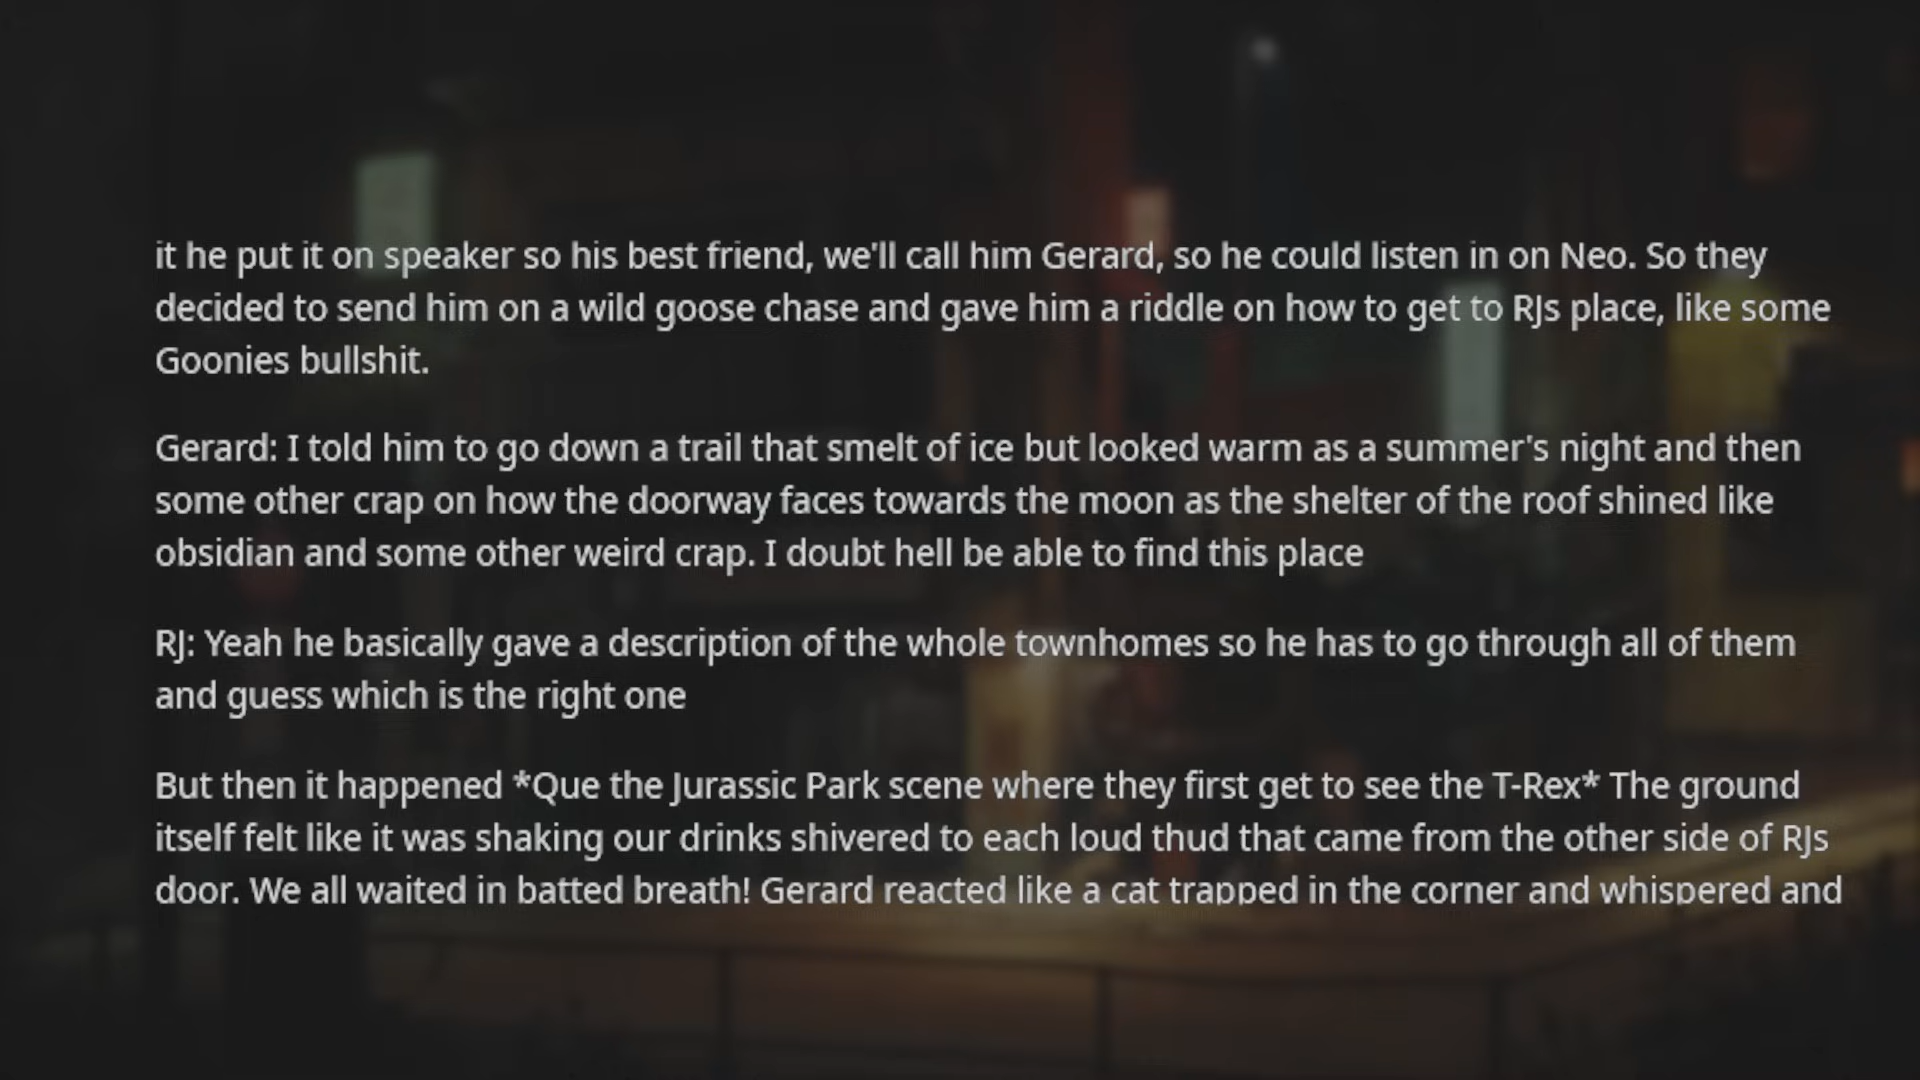 it he put it on speaker so his best friend, we'll call him Gerard, so he could listen in on Neo. So they
decided to send him on a wild goose chase and gave him a riddle on how to get to RJs place, like some
Goonies bullshit.
Gerard: I told him to go down a trail that smelt of ice but looked warm as a summer's night and then
some other crap on how the doorway faces towards the moon as the shelter of the roof shined like
obsidian and some other weird crap. I doubt hell be able to find this place
RJ: Yeah he basically gave a description of the whole townhomes so he has to go through all of them
and guess which is the right one
But then it happened *Que the Jurassic Park scene where they first get to see the T-Rex* The ground
itself felt like it was shaking our drinks shivered to each loud thud that came from the other side of RJs
door. We all waited in batted breath! Gerard reacted like a cat trapped in the corner and whispered and